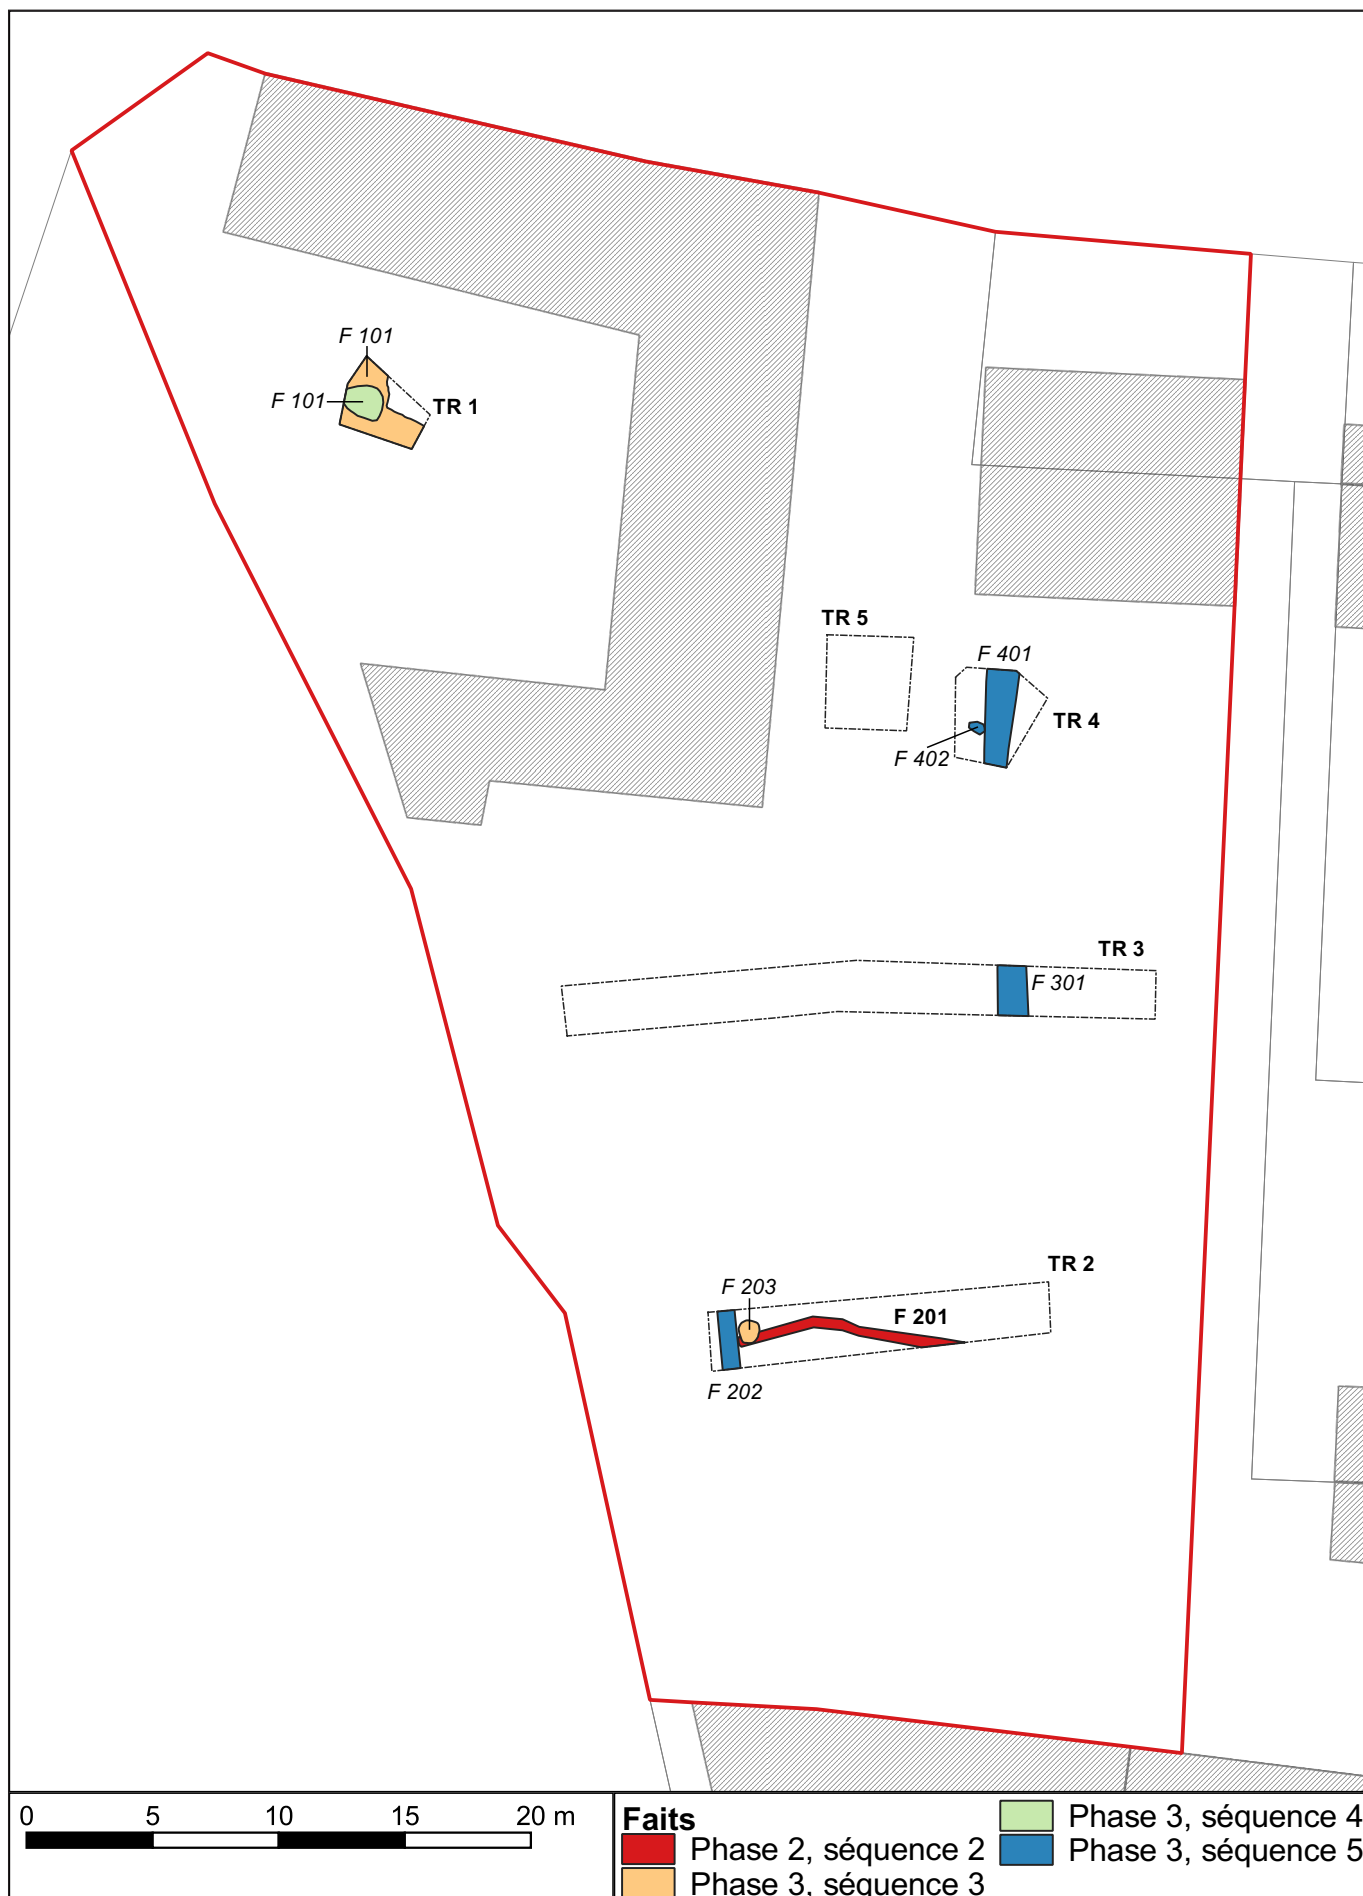 F 101
F 101
TR 1
TR 5
F 401
TR 4
F 402
TR 3
F 301
TR 2
F 203
F 201
F 202
0 5 10 15 20 m
Faits
Phase 2, séquence 2
Phase 3, séquence 3
Phase 3, séquence 4
Phase 3, séquence 5